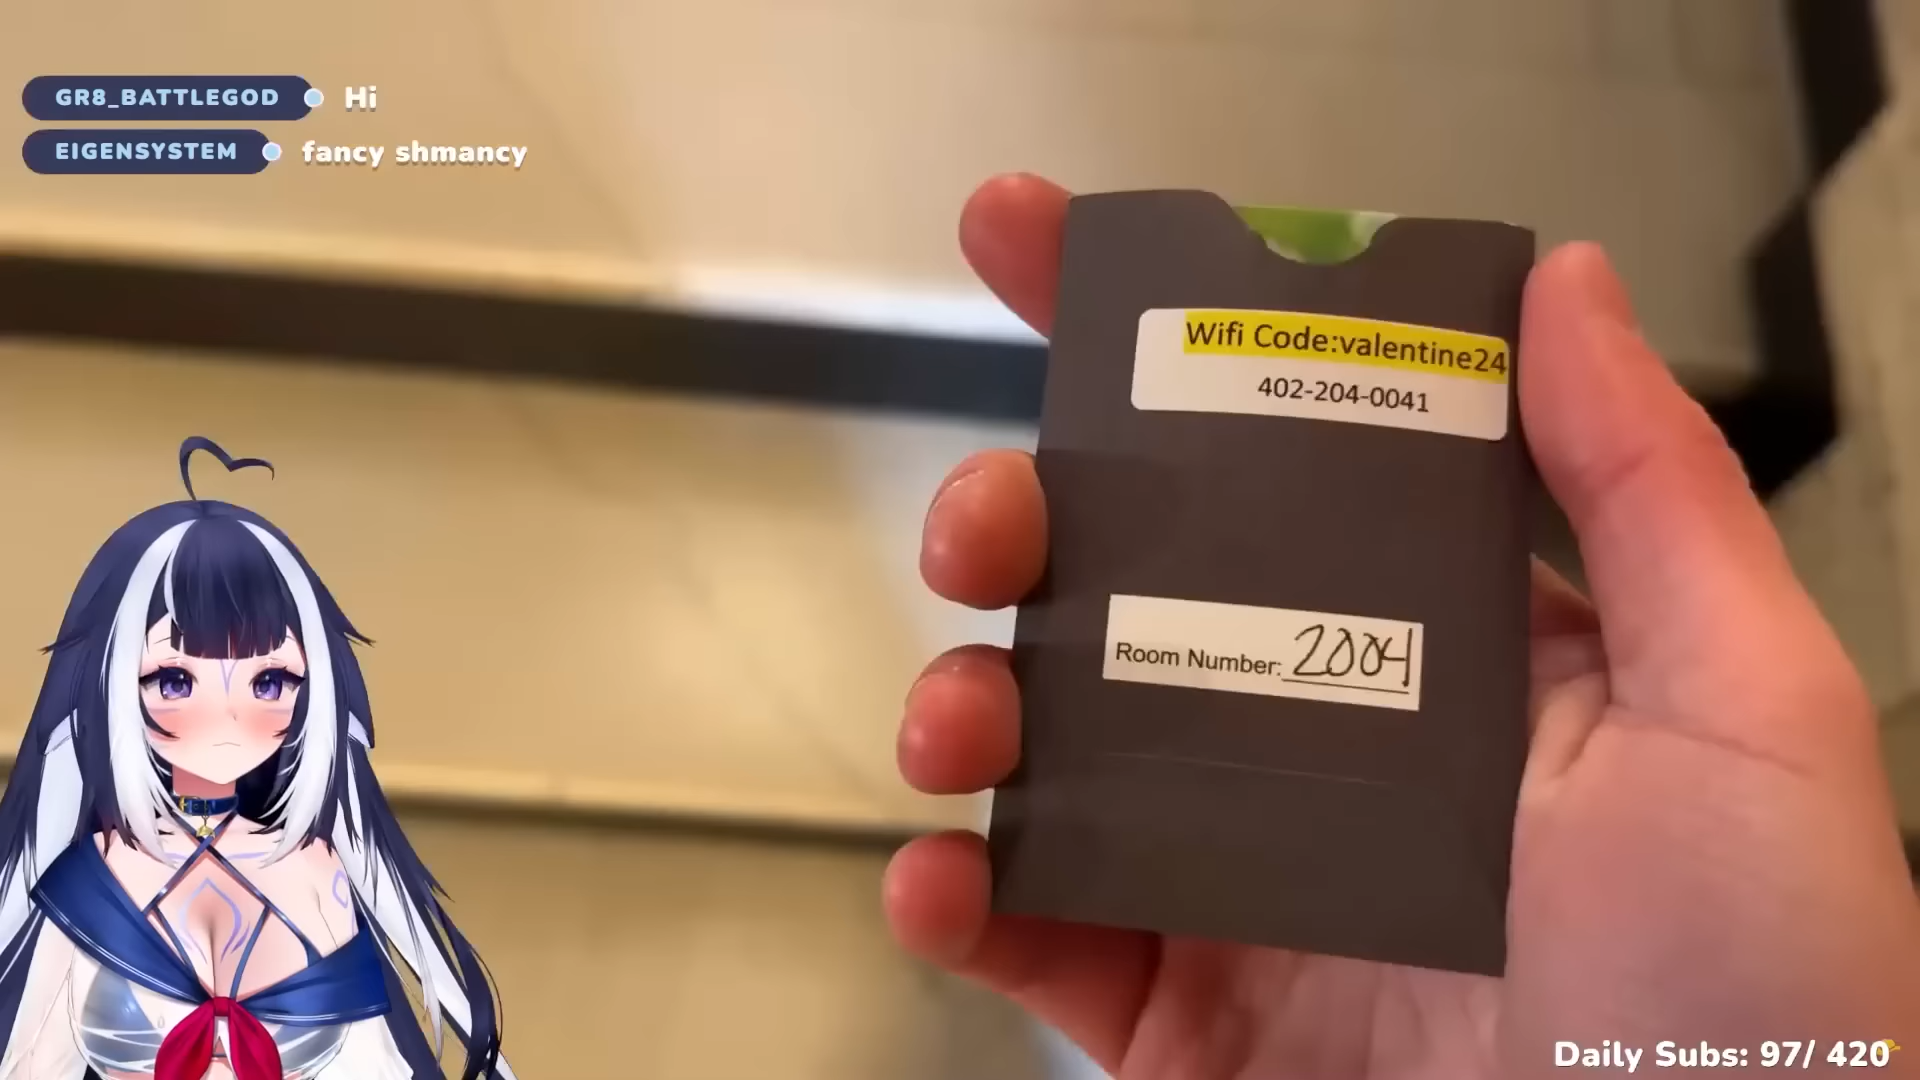 GR8_BATTLEGOD Hi
EIGENSYSTEM fancy shmancy
Wifi Code:valentine24
402-204-0041
Room Number: 2004
Daily Subs: 97/ 420